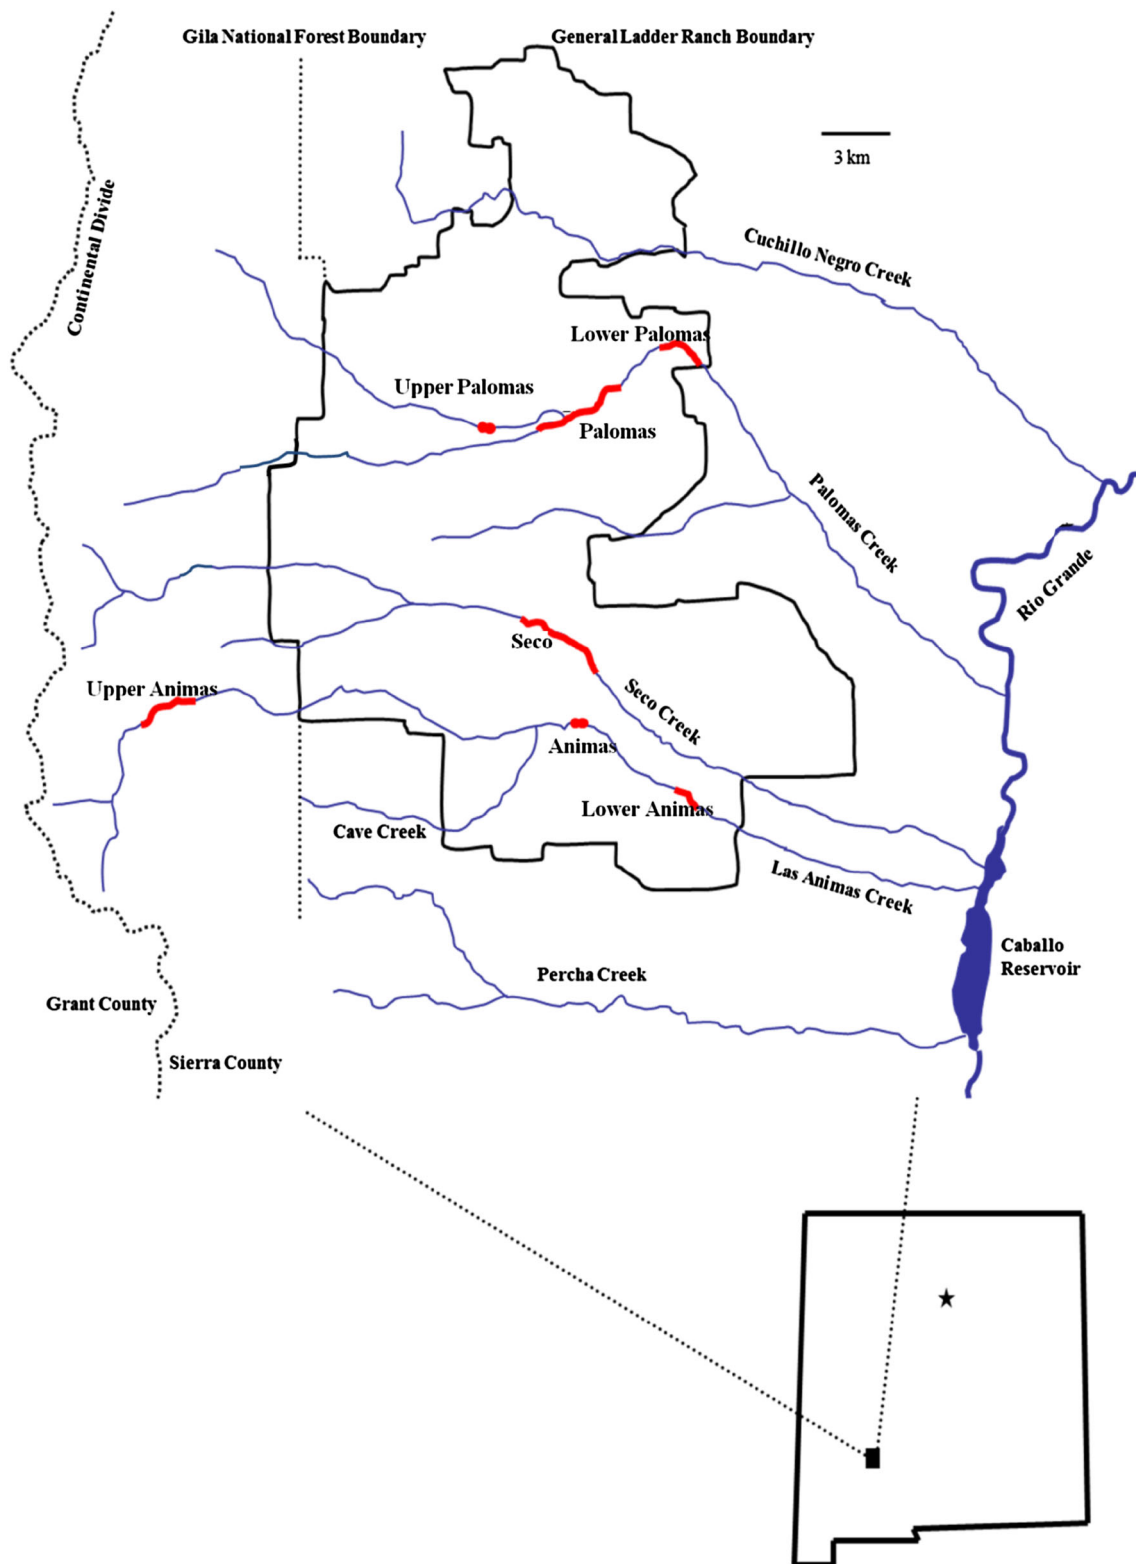 Gila National Forest Boundary
General Ladder Ranch Boundary
3 km
Continental Divide
Cuchillo Negro Creek
Lower Palomas
Upper Palomas
Palomas
Palomas Creek
Rio Grande
Seco
Upper Animas
Seco Creek
Animas
Lower Animas
Cave Creek
Las Animas Creek
Caballo
Reservoir
Percha Creek
Grant County
Sierra County